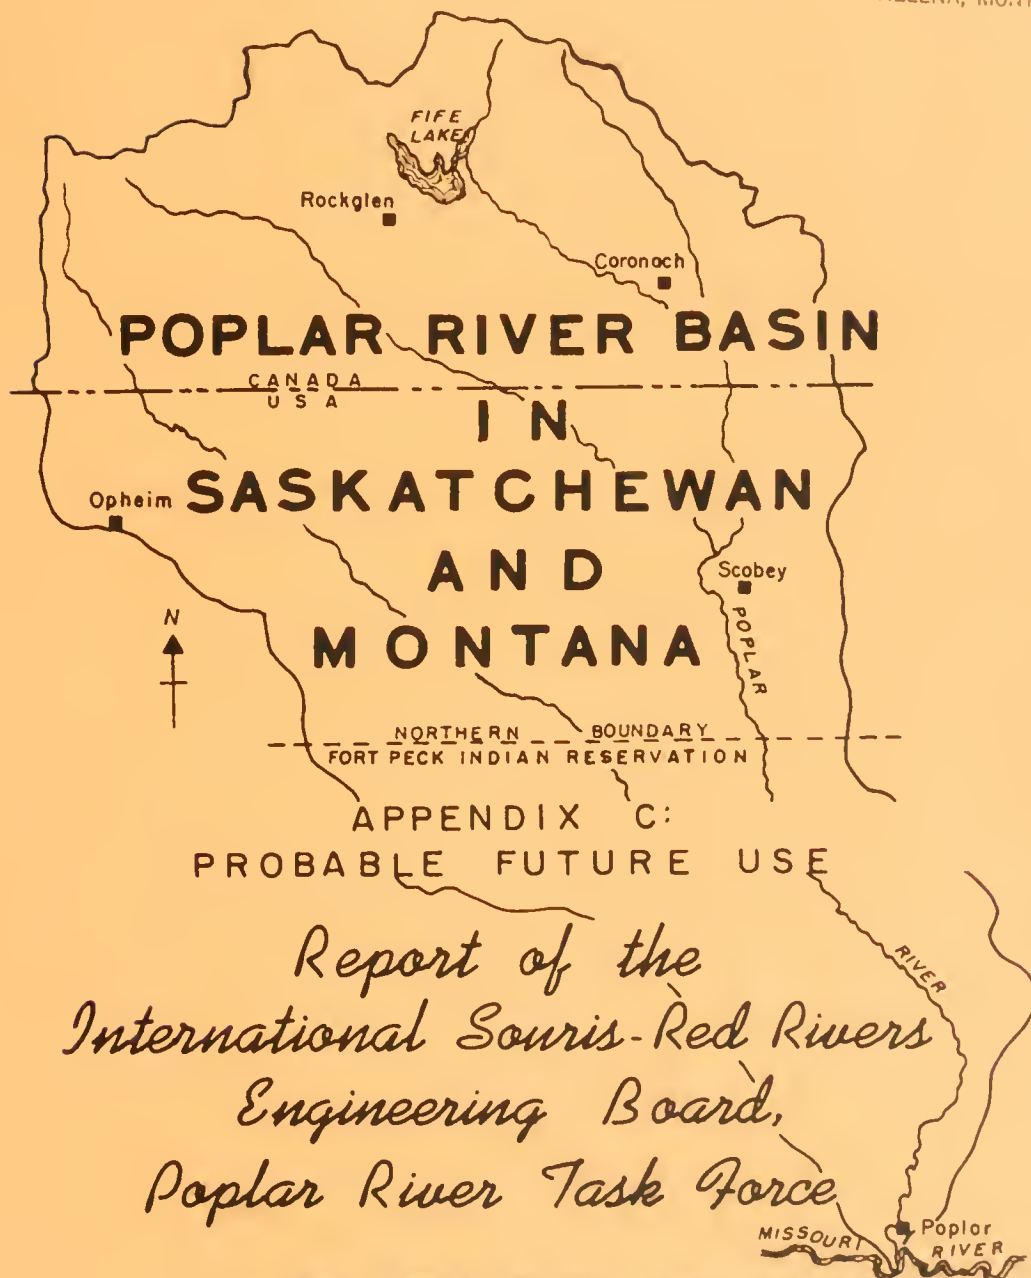 HELENA, MONT
FIFE
LAKE
Rockglen
Coronach
POPLAR RIVER BASIN
CANADA
USA
IN
SASKATCHEWAN
Opheim
AND
Scobey
N
MONTANA
POPLAR
NORTHERN BOUNDARY
FORT PECK INDIAN RESERVATION
APPENDIX C:
PROBABLE FUTURE USE
Report of the
RIVER
International Souris-Red Rivers
Engineering Board,
Poplar River Task Force
Poplar
MISSOURI
RIVER